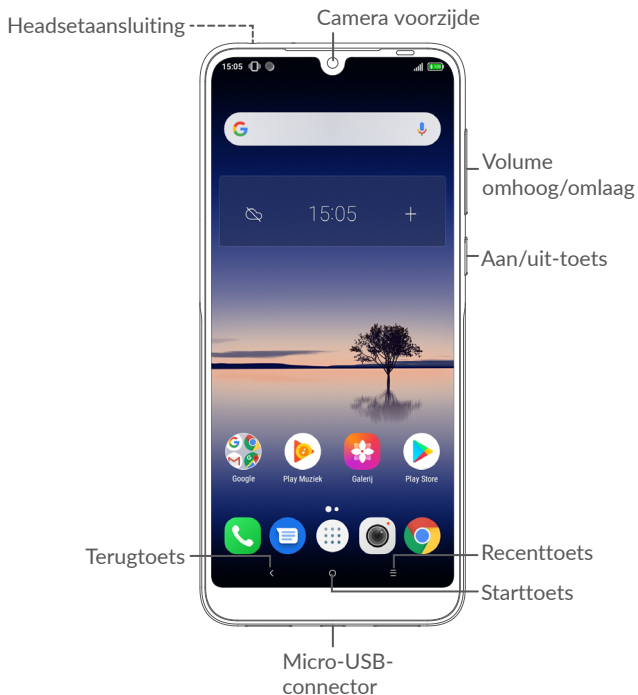 Camera voorzijde
Headsetaansluiting
15:05
Volume
omhoog/omlaag
15:05
Aan/uit-toets
Google
Play Muziek
Galerij
Play Store
Terugtoets
Recenttoets
Starttoets
Micro-USB-
connector